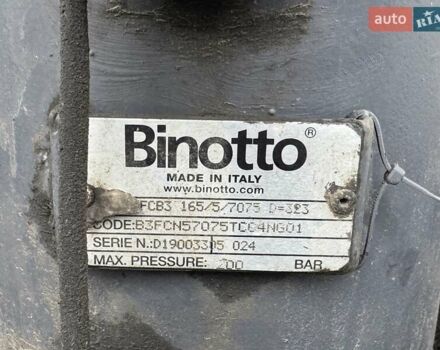 auto RIA
Binotto®
MADE IN ITALY
www.binotto.com
FCB3 165/5/7075 D=323
CODE:B3FCN57075TCC4NG01
SERIE N.:D190033D5 024
MAX. PRESSURE: 200 BAR